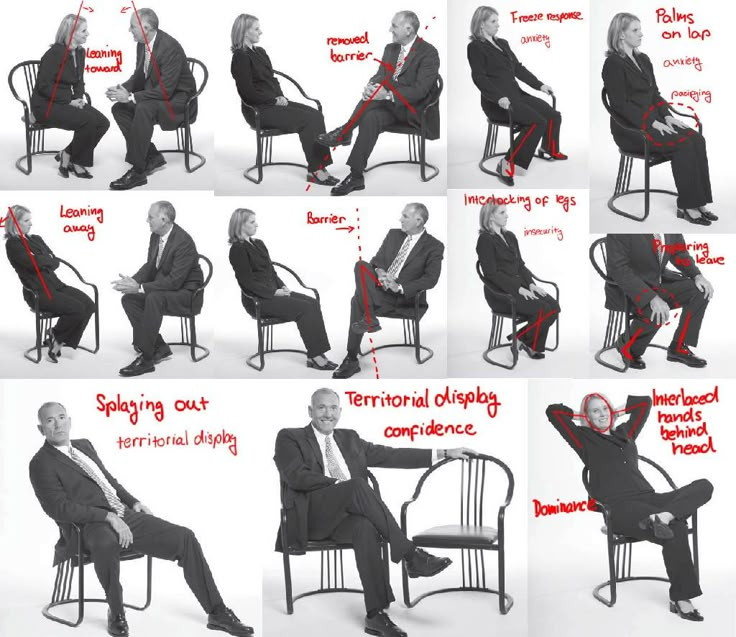 Leaning
toward
removed
barrier
Freeze response
anxiety
Palms
on lap
anxiety
pacifying
Leaning
away
Barrier
Interlocking of legs
insecurity
Preparing
to leave
Splaying out
territorial display
Territorial display
confidence
Interlaced
hands
behind
head
Dominance